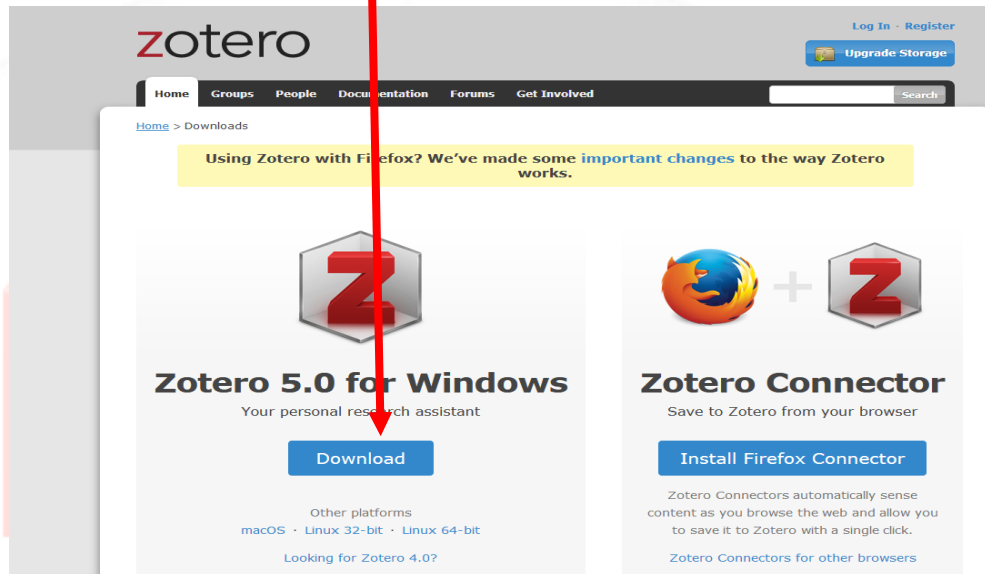 zotero
Log In · Register
Upgrade Storage
Home Groups People Documentation Forums Get Involved
Search
Home > Downloads
Using Zotero with Firefox? We've made some important changes to the way Zotero
works.
Z
Z
Zotero 5.0 for Windows
Your personal research assistant
Download
Other platforms
macOS · Linux 32-bit · Linux 64-bit
Looking for Zotero 4.0?
Zotero Connector
Save to Zotero from your browser
Install Firefox Connector
Zotero Connectors automatically sense
content as you browse the web and allow you
to save it to Zotero with a single click.
Zotero Connectors for other browsers